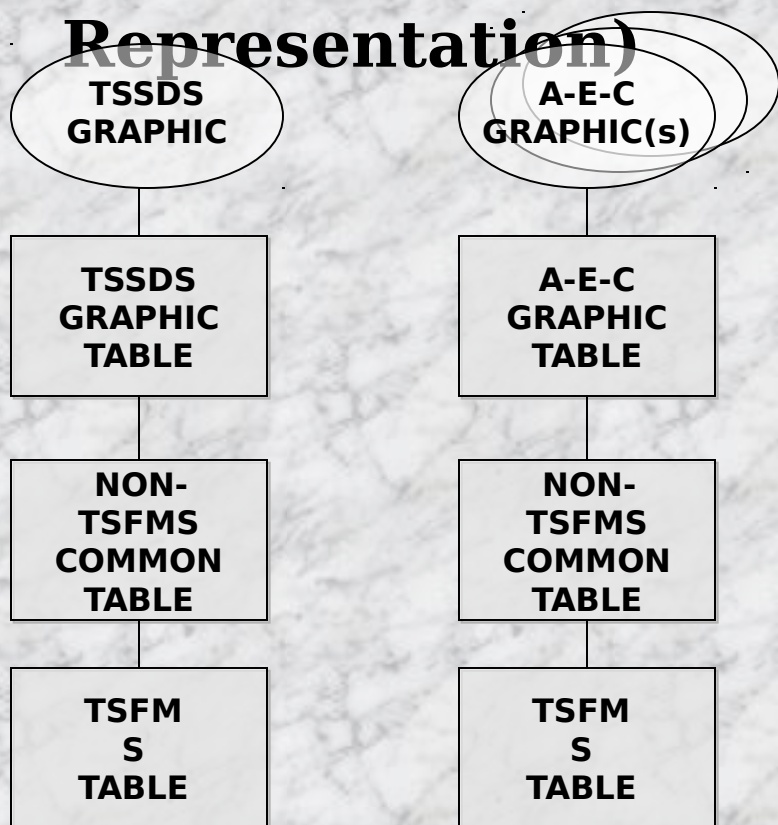 Representation)
TSSDS
GRAPHIC
A-E-C
GRAPHIC(s)
TSSDS
GRAPHIC
TABLE
A-E-C
GRAPHIC
TABLE
NON-
TSFMS
COMMON
TABLE
NON-
TSFMS
COMMON
TABLE
TSFM
S
TABLE
TSFM
S
TABLE